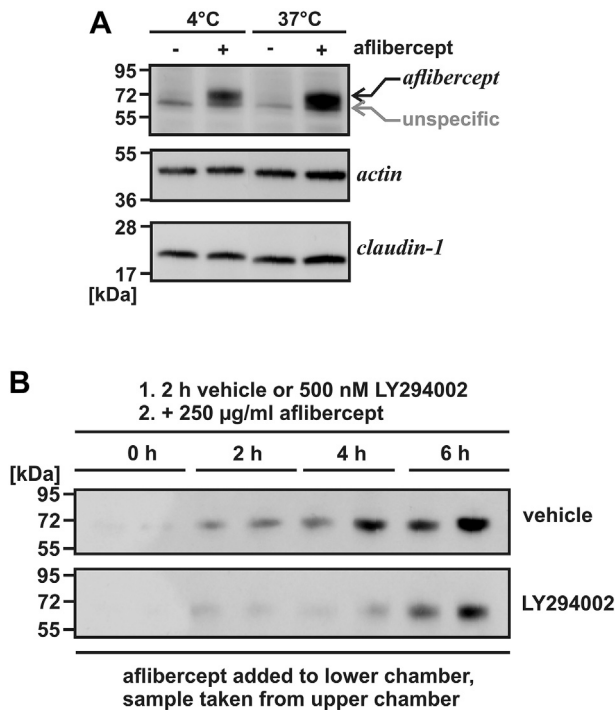 A
4°C 37°C
- + - + aflibercept
95
72
55
aflibercept
unspecific
55
36
actin
28
17
claudin-1
[kDa]
B
1. 2 h vehicle or 500 nM LY294002
2. + 250 µg/ml aflibercept
0 h 2 h 4 h 6 h
[kDa]
95
72
55
vehicle
95
72
55
LY294002
aflibercept added to lower chamber,
sample taken from upper chamber